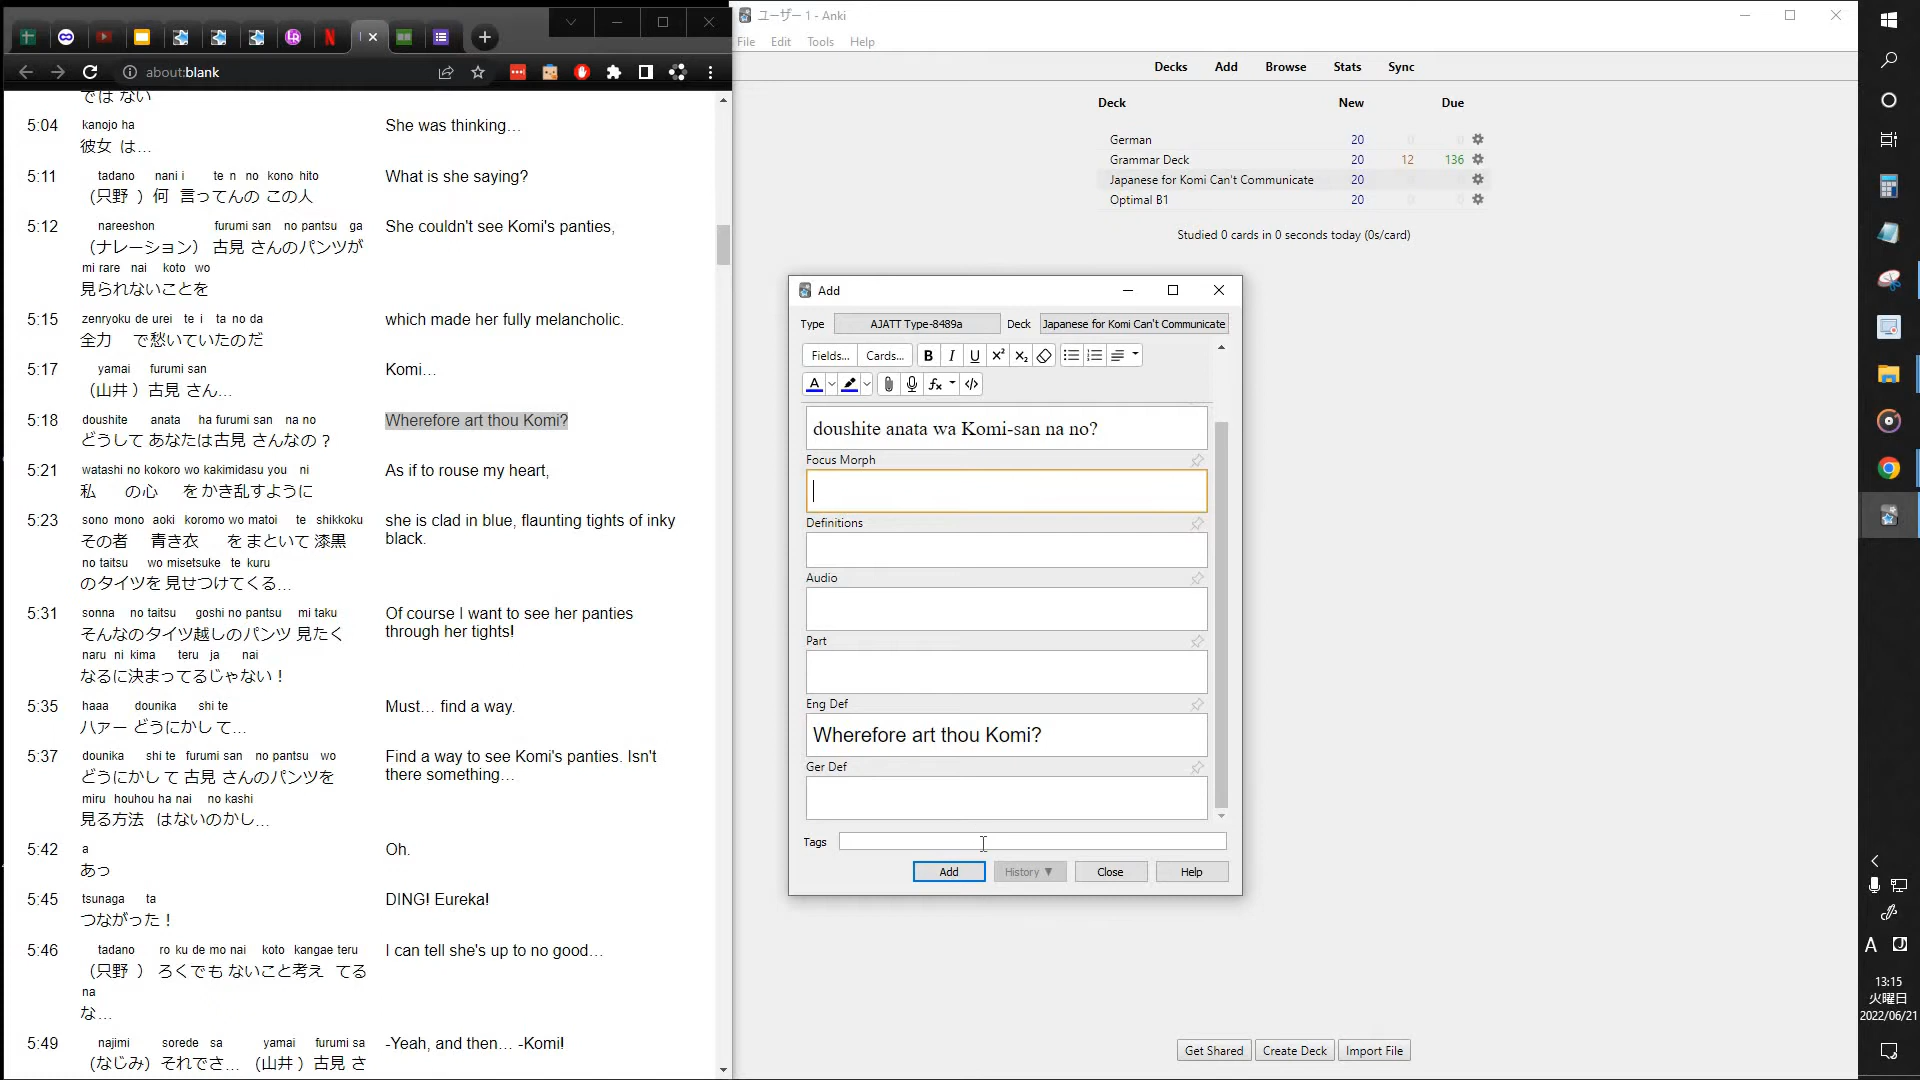 ユーザー 1 - Anki
File Edit Tools Help
about:blank
Decks Add Browse Stats Sync
Deck New Due
German 20 0 0
Grammar Deck 20 12 136
Japanese for Komi Can't Communicate 20 0 0
Optimal B1 20 0 0
Studied 0 cards in 0 seconds today (0s/card)
では ない
5:04 kanojo ha
彼女 は… She was thinking…
5:11 tadano nani i te n no kono hito
（只野 ）何 言ってんの この人 What is she saying?
5:12 nareeshon furumi san no pantsu ga
（ナレーション） 古見 さんのパンツが She couldn't see Komi's panties,
mi rare nai koto wo
見られないことを
5:15 zenryoku de urei te i ta no da
全力 で愁いていたのだ which made her fully melancholic.
5:17 yamai furumi san
（山井 ）古見 さん… Komi…
5:18 doushite anata ha furumi san na no
どうして あなたは古見 さんなの ? Wherefore art thou Komi?
5:21 watashi no kokoro wo kakimidasu you ni
私 の心 を かき乱すように As if to rouse my heart,
5:23 sono mono aoki koromo wo matoi te shikkoku
その者 青き衣 を まといて 漆黒 she is clad in blue, flaunting tights of inky
black.
no taitsu wo misetsuke te kuru
のタイツを 見せつけてくる…
5:31 sonna no taitsu goshi no pantsu mi taku
そんなのタイツ越しのパンツ 見たく Of course I want to see her panties
through her tights!
naru ni kima teru ja nai
なるに決まってるじゃない !
5:35 haaa dounika shi te
ハァー どうにかし て… Must… find a way.
5:37 dounika shi te furumi san no pantsu wo
どうにかし て 古見 さんのパンツを Find a way to see Komi's panties. Isn't
there something…
miru houhou ha nai no kashi
見る方法 はないのかし…
5:42 a
あっ Oh.
5:45 tsunaga ta
つながった ! DING! Eureka!
5:46 tadano ro ku de mo nai koto kangae teru
（只野 ） ろくでも ないこと考え てる I can tell she's up to no good…
na
な…
5:49 najimi sorede sa yamai furumi sa
（なじみ）それでさ… （山井 ）古見 さ -Yeah, and then… -Komi!
Add
Type AJATT Type-8489a Deck Japanese for Komi Can't Communicate
Fields... Cards... B I U x² x₂
A fx </>
doushite anata wa Komi-san na no?
Focus Morph
Definitions
Audio
Part
Eng Def
Wherefore art thou Komi?
Ger Def
Tags
Add History ▼ Close Help
Get Shared Create Deck Import File
A J
13:15
火曜日
2022/06/21